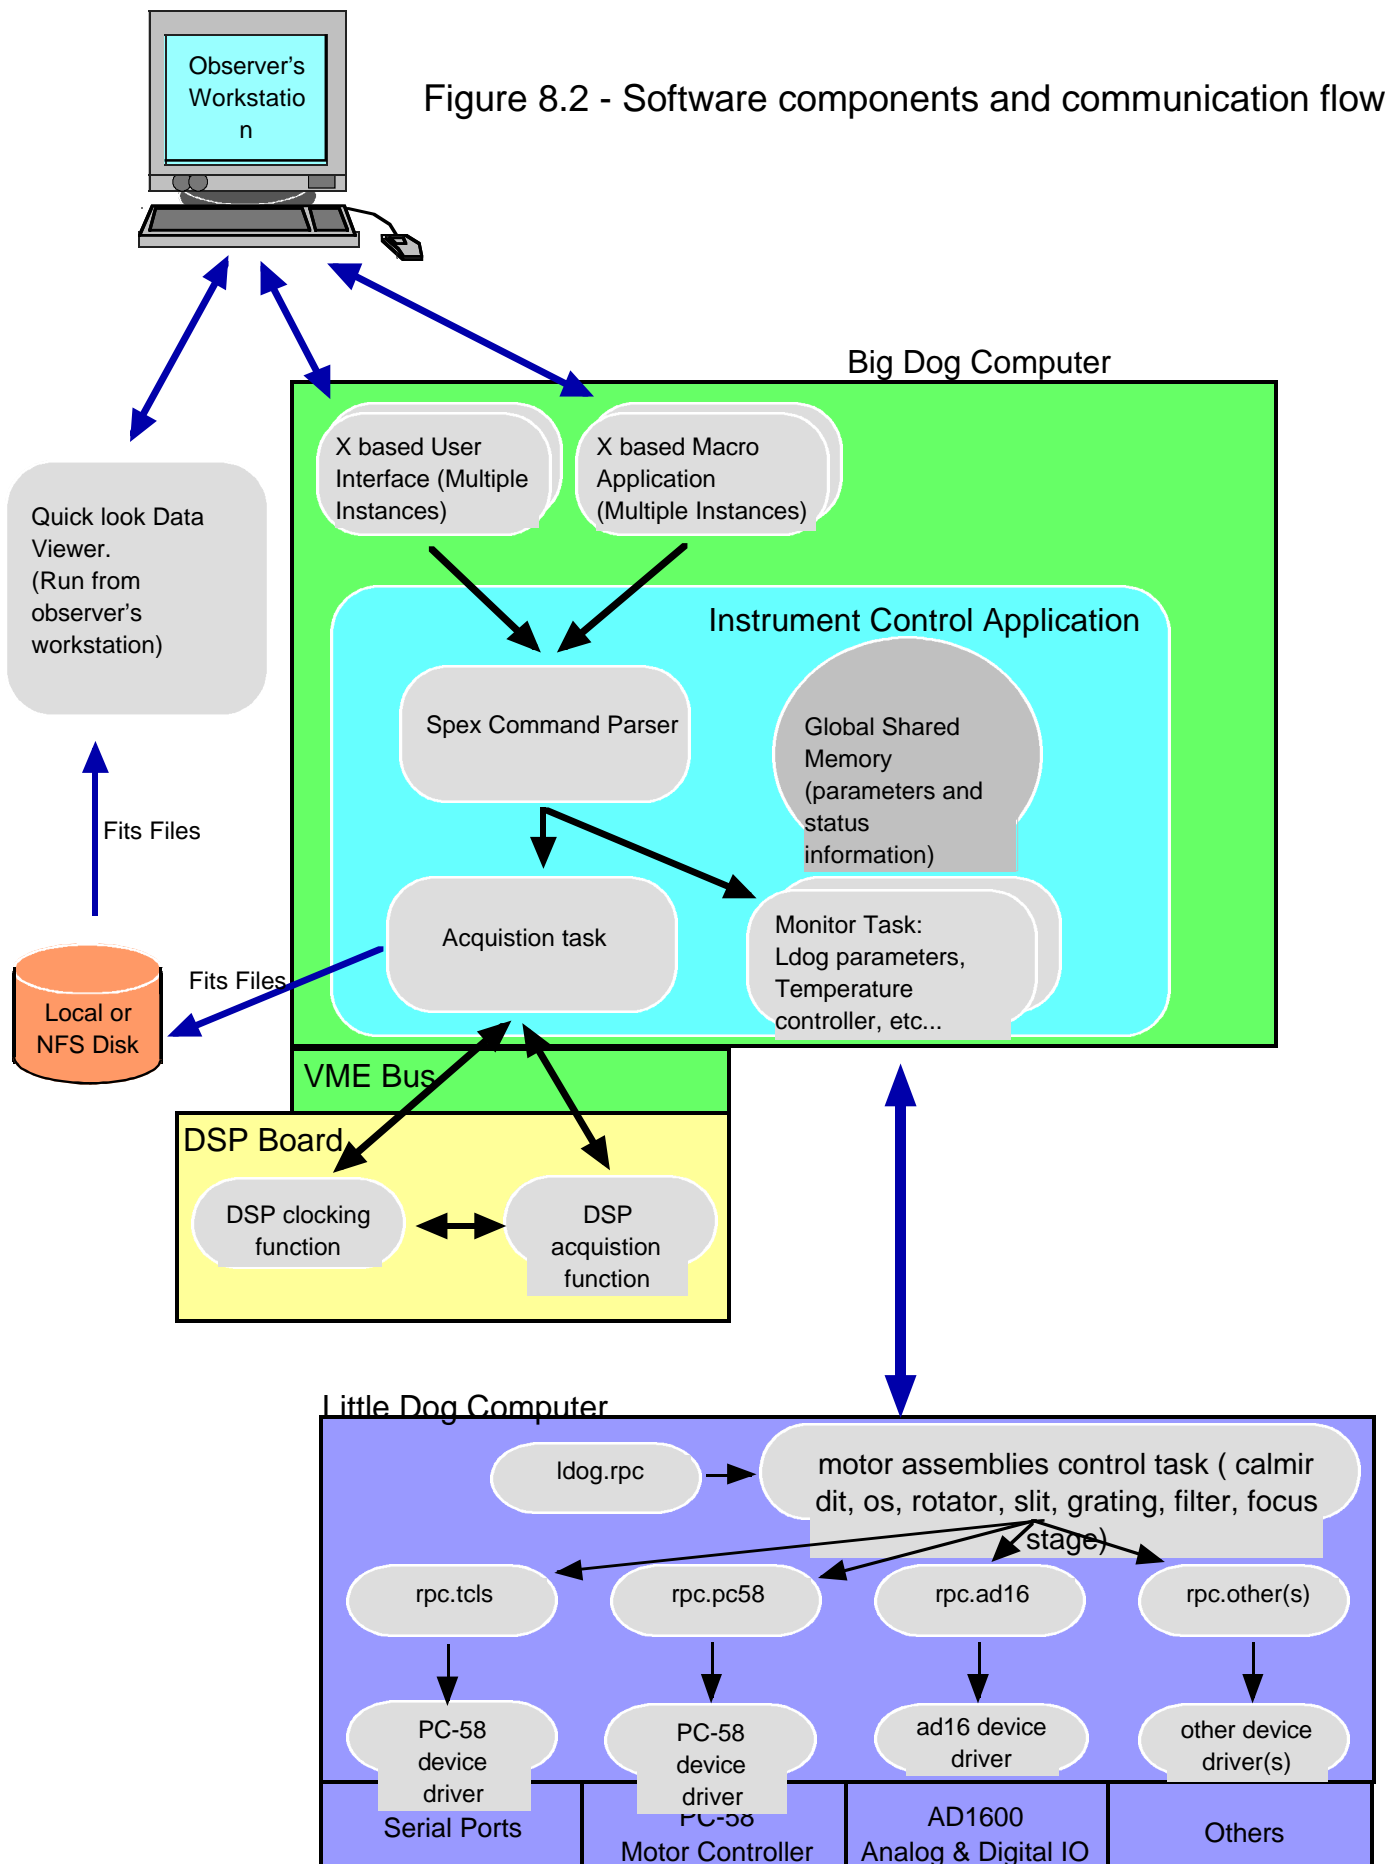 Observer's
Workstatio
n
Figure 8.2 - Software components and communication flow
Big Dog Computer
X based User
Interface (Multiple
Instances)
X based Macro
Application
(Multiple Instances)
Quick look Data
Viewer.
(Run from
observer's
workstation)
Instrument Control Application
Spex Command Parser
Global Shared
Memory
(parameters and
status
information)
Fits Files
Acquistion task
Monitor Task:
Ldog parameters,
Temperature
controller, etc...
Fits Files
Local or
NFS Disk
VME Bus
DSP Board
DSP clocking
function
DSP
acquistion
function
Little Dog Computer
ldog.rpc
motor assemblies control task ( calmir
dit, os, rotator, slit, grating, filter, focus
stage)
rpc.tcls
rpc.pc58
rpc.ad16
rpc.other(s)
PC-58
device
driver
PC-58
device
driver
ad16 device
driver
other device
driver(s)
Serial Ports
PC-58
Motor Controller
AD1600
Analog & Digital IO
Others